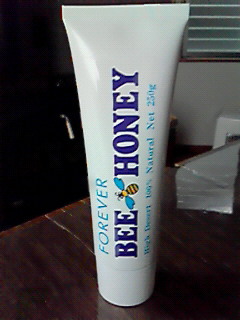 FOREVER
BEE HONEY
High Desert 100% Natural Net 250g